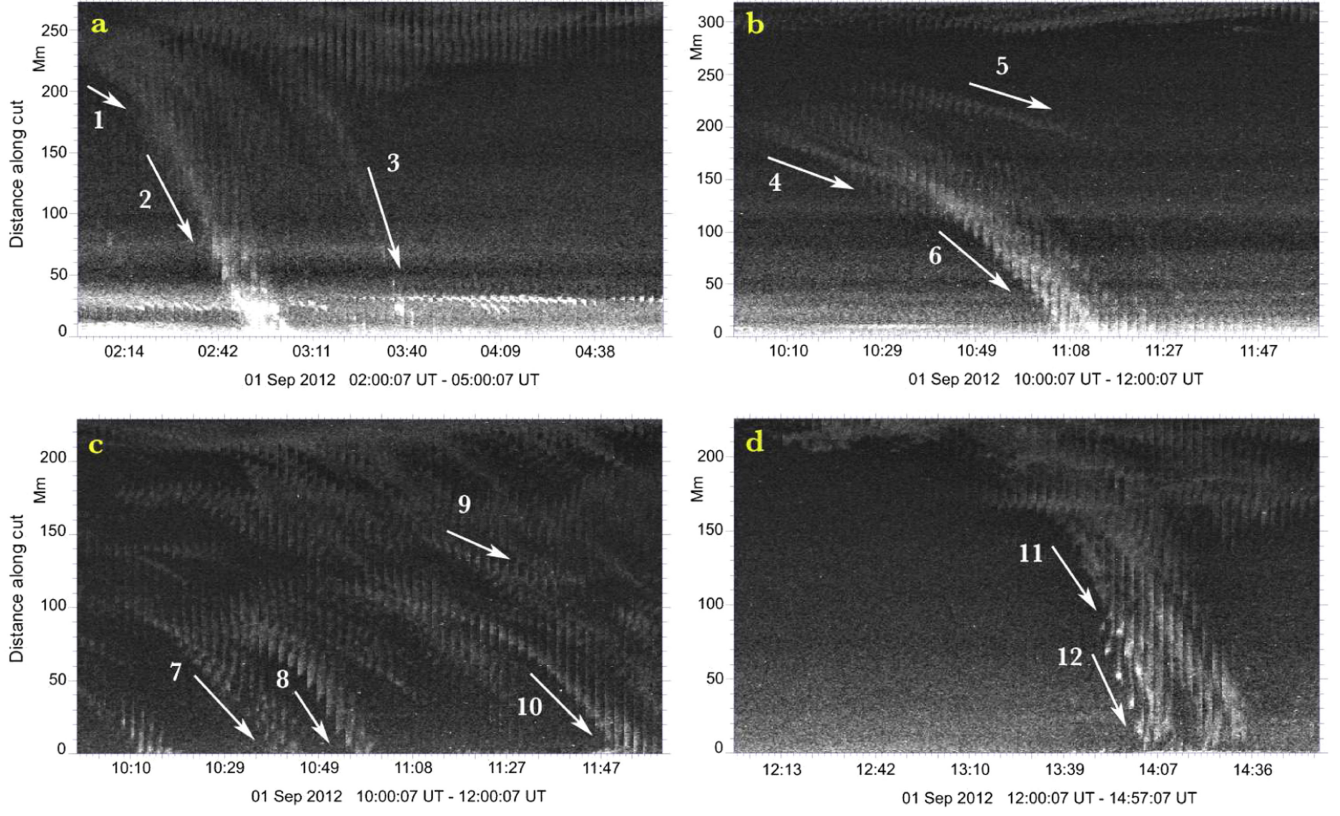 a
250
Mm
200
150
100
50
0
Distance along cut
1
2
3
02:14 02:42 03:11 03:40 04:09 04:38
01 Sep 2012 02:00:07 UT - 05:00:07 UT
b
300
Mm
250
200
150
100
50
0
4
5
6
10:10 10:29 10:49 11:08 11:27 11:47
01 Sep 2012 10:00:07 UT - 12:00:07 UT
c
200
Mm
150
100
50
0
Distance along cut
7
8
9
10
10:10 10:29 10:49 11:08 11:27 11:47
01 Sep 2012 10:00:07 UT - 12:00:07 UT
d
200
Mm
150
100
50
0
11
12
12:13 12:42 13:10 13:39 14:07 14:36
01 Sep 2012 12:00:07 UT - 14:57:07 UT